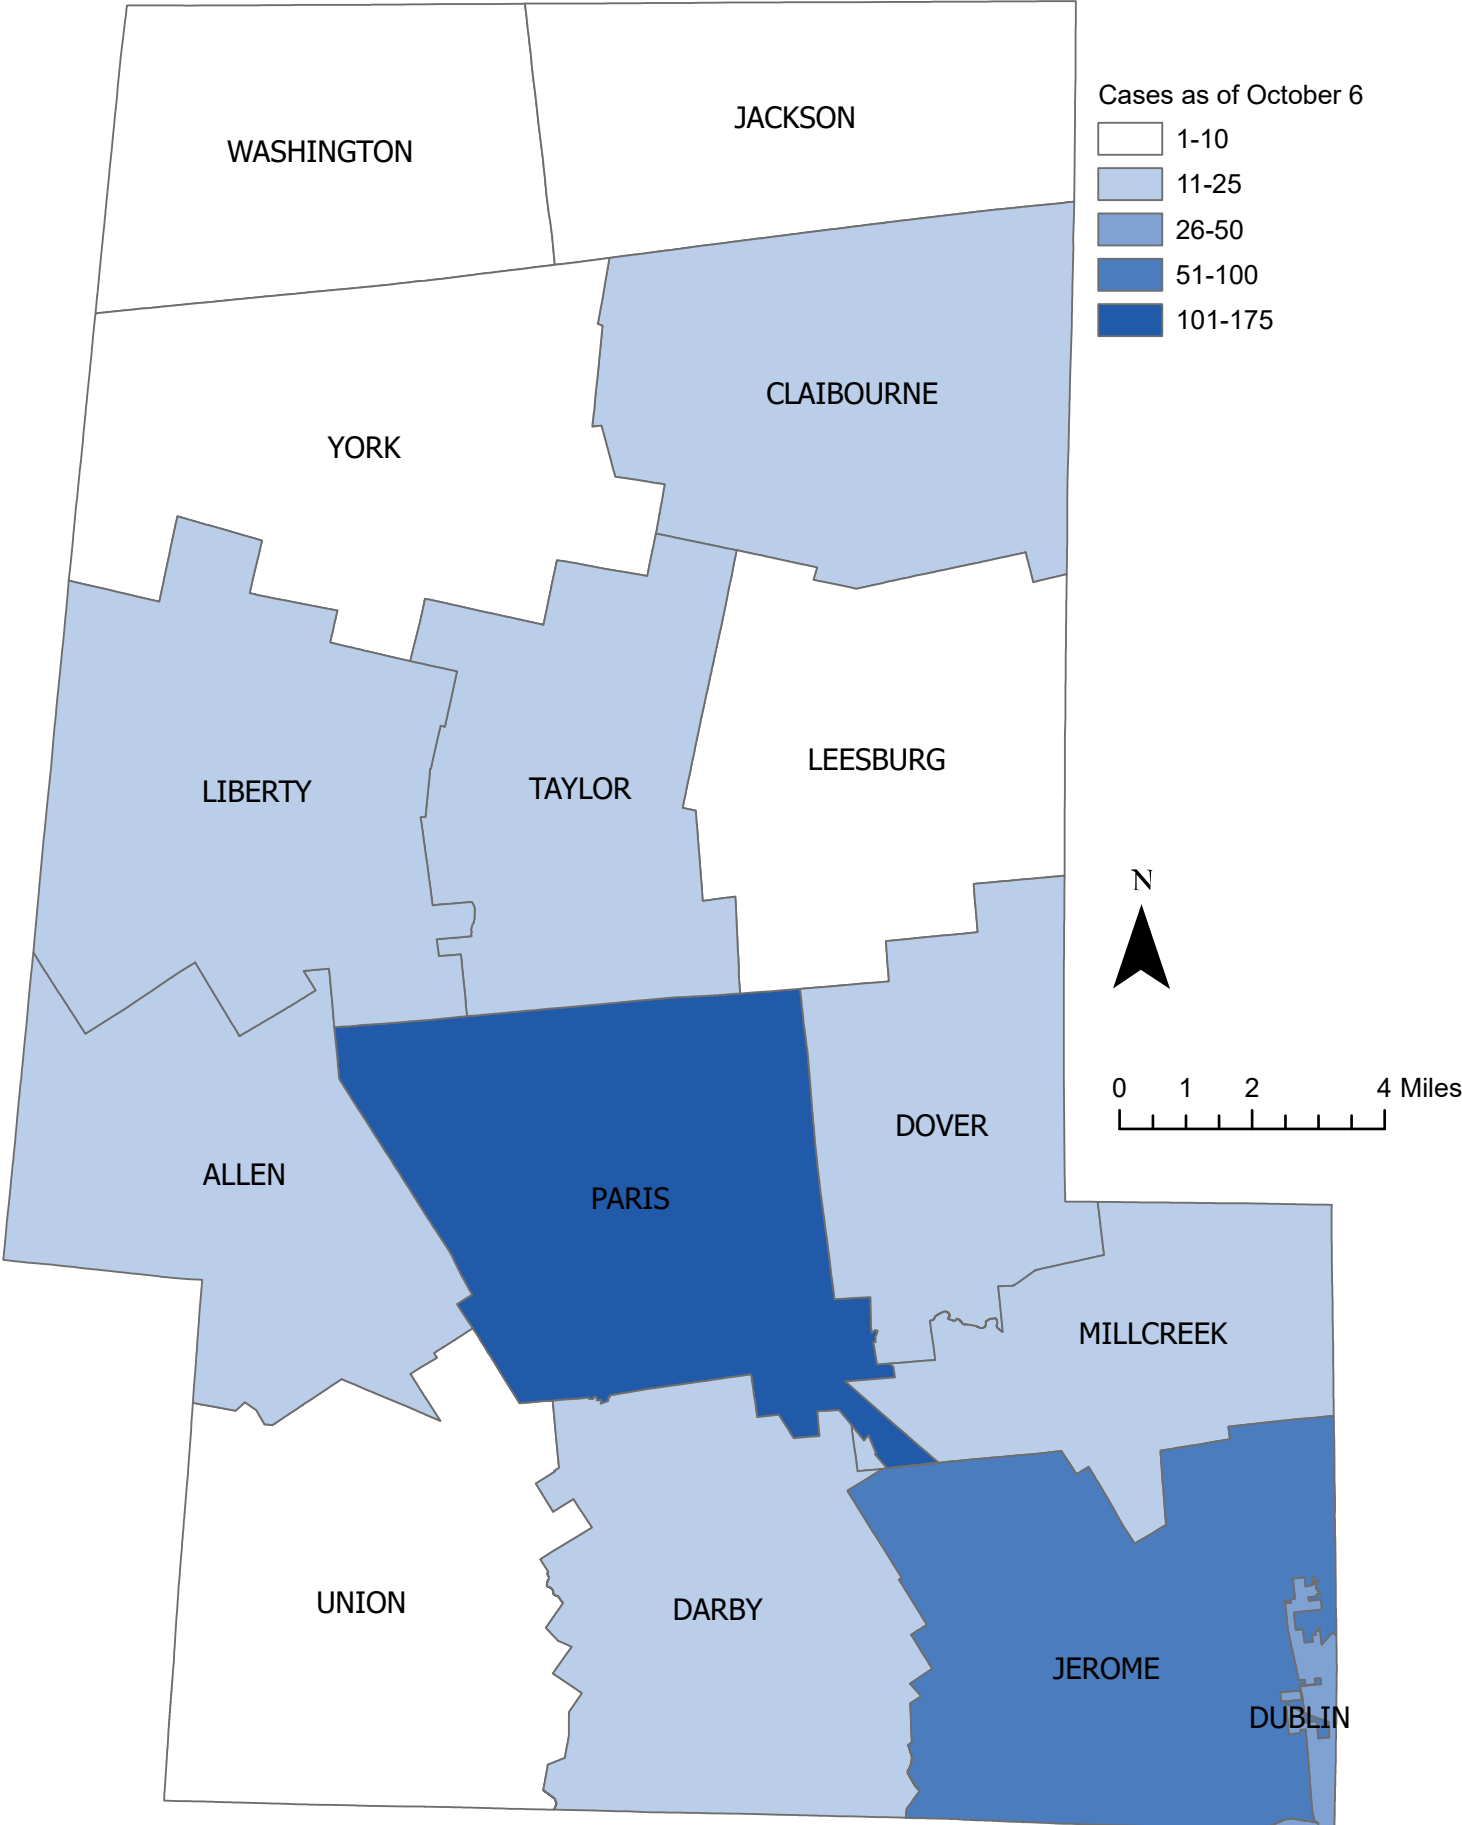 JACKSON
WASHINGTON
Cases as of October 6
1-10
11-25
26-50
51-100
101-175
CLAIBOURNE
YORK
LEESBURG
LIBERTY
TAYLOR
N
0 1 2 4 Miles
DOVER
ALLEN
PARIS
MILLCREEK
UNION
DARBY
JEROME
DUBLIN